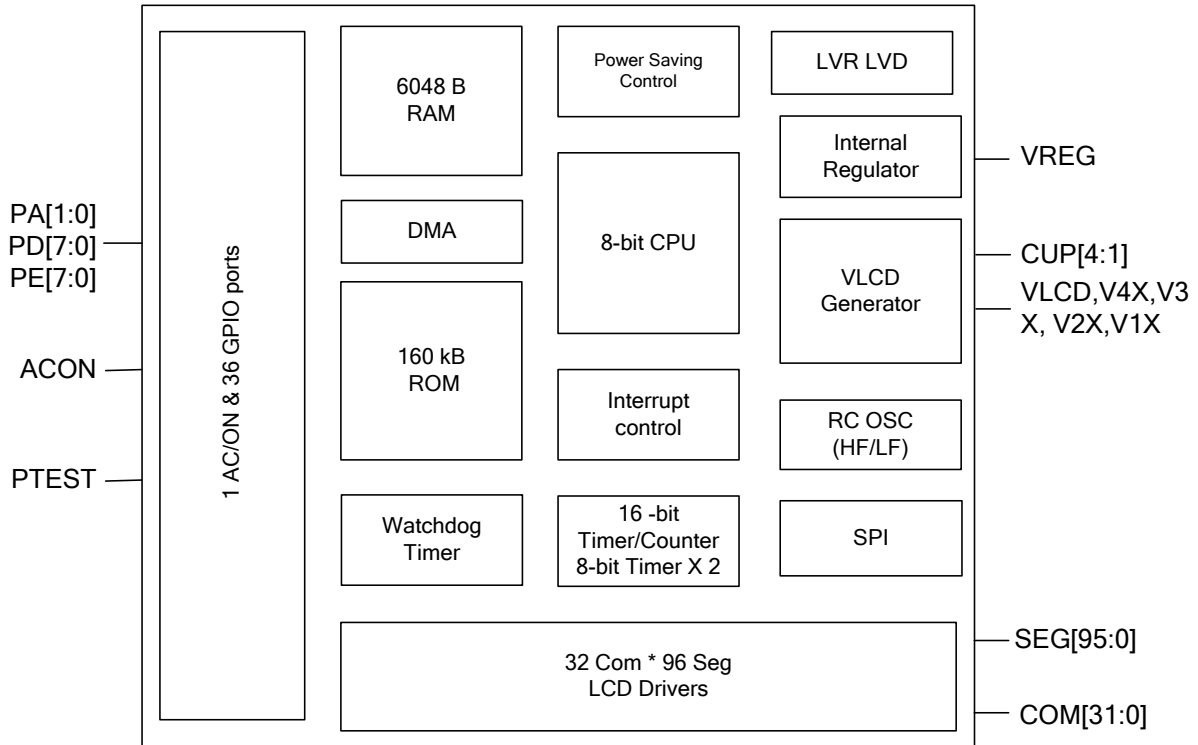 PA[1:0]
PD[7:0]
PE[7:0]
ACON
PTEST
1 AC/ON & 36 GPIO ports
6048 B
RAM
DMA
160 kB
ROM
Watchdog
Timer
Power Saving
Control
8-bit CPU
Interrupt
control
16 -bit
Timer/Counter
8-bit Timer X 2
LVR LVD
Internal
Regulator
VLCD
Generator
RC OSC
(HF/LF)
SPI
32 Com * 96 Seg
LCD Drivers
VREG
CUP[4:1]
VLCD,V4X,V3
X, V2X,V1X
SEG[95:0]
COM[31:0]